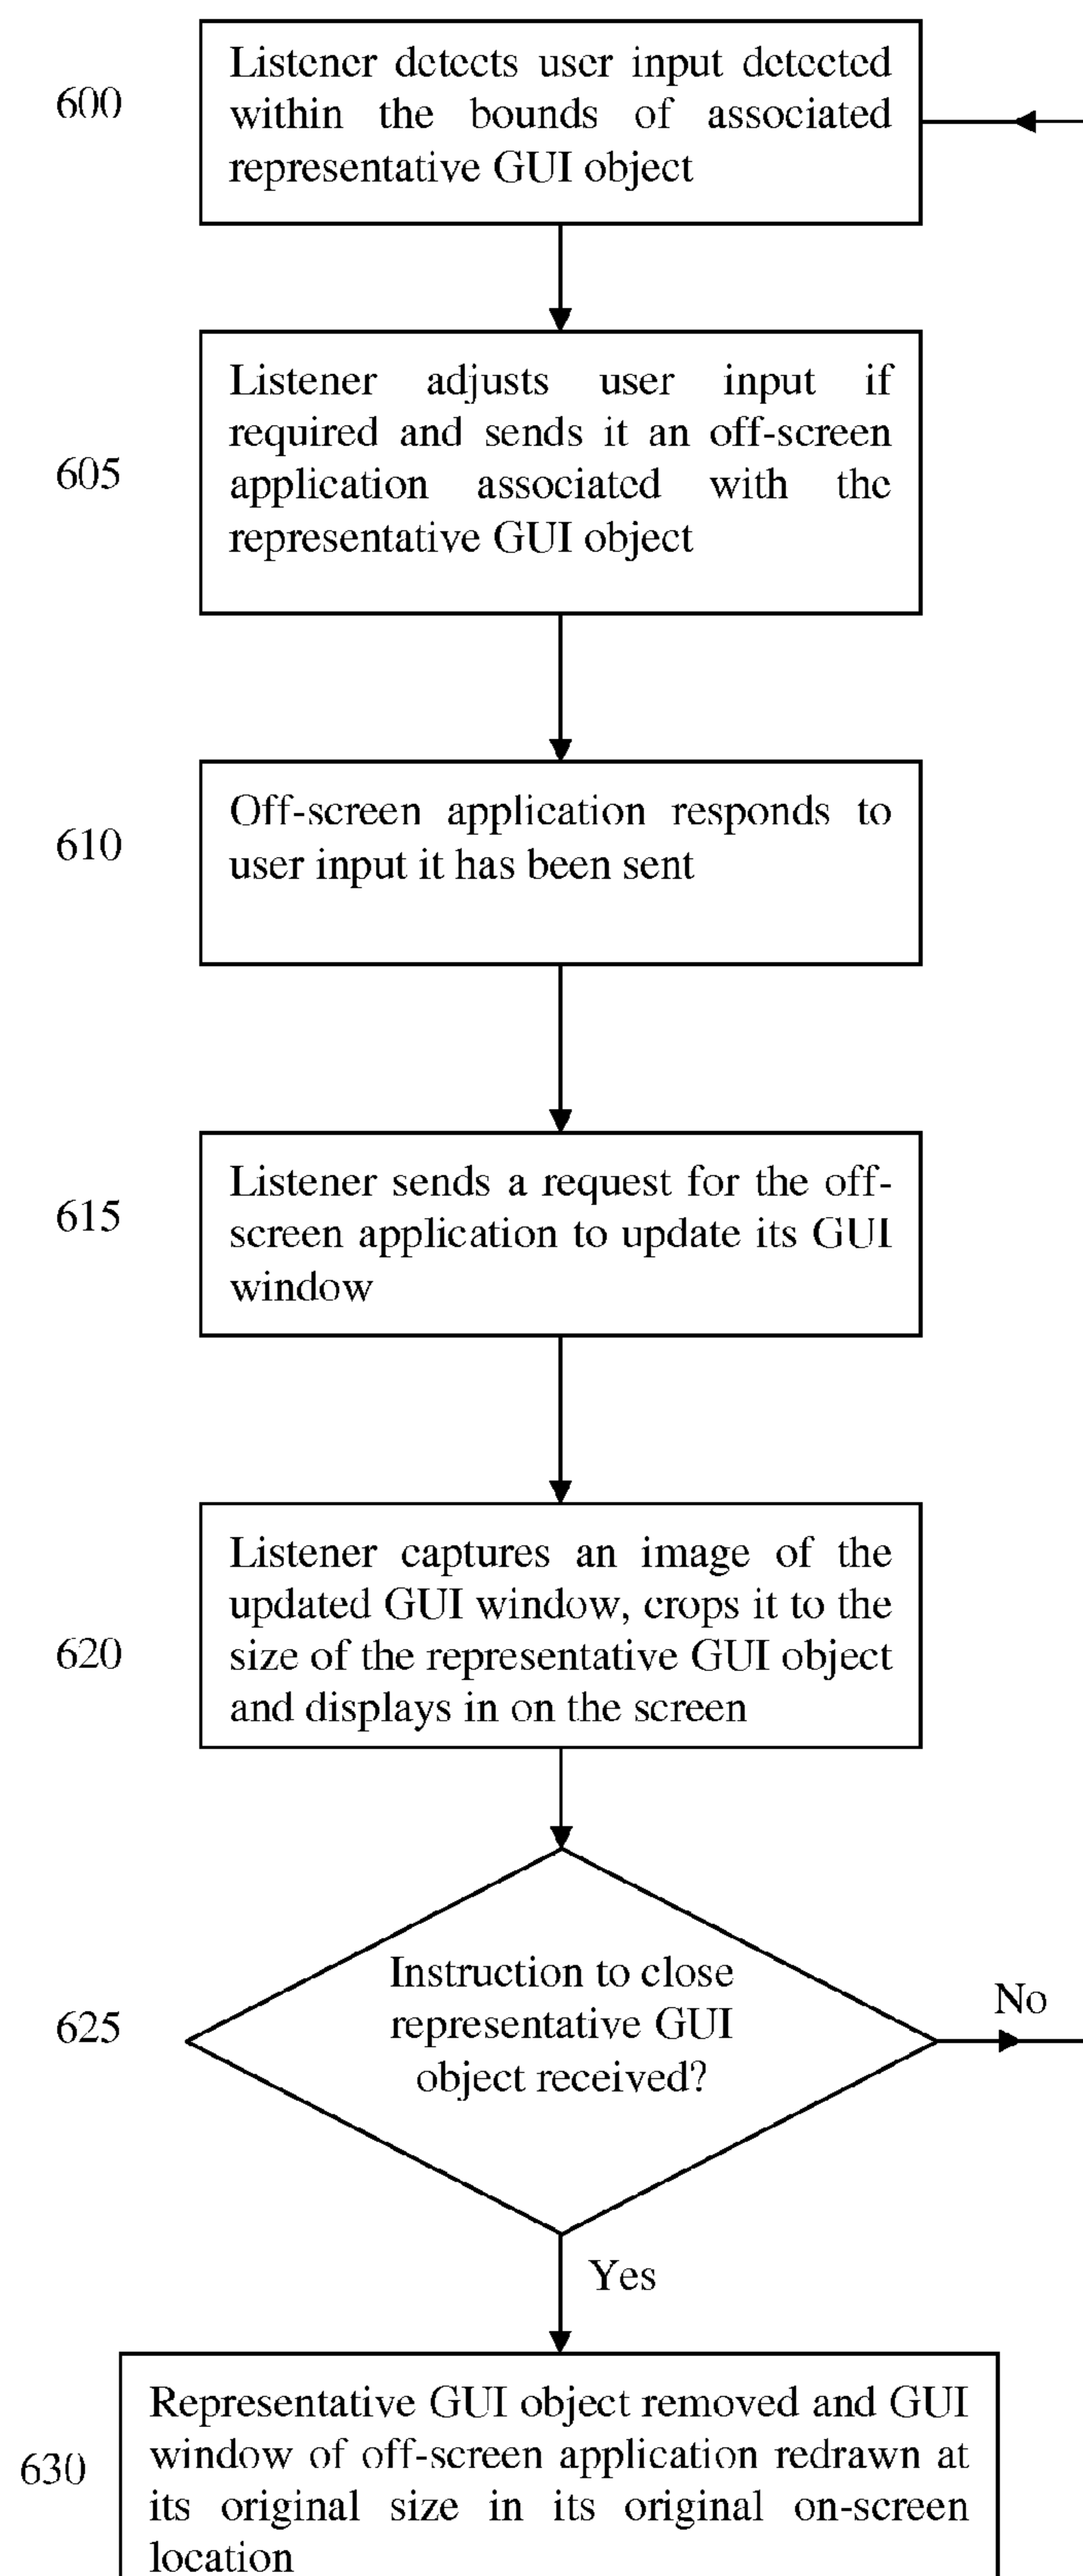 600
Listener detects user input detected
within the bounds of associated
representative GUI object
605
Listener adjusts user input if
required and sends it an off-screen
application associated with the
representative GUI object
610
Off-screen application responds to
user input it has been sent
615
Listener sends a request for the off-
screen application to update its GUI
window
620
Listener captures an image of the
updated GUI window, crops it to the
size of the representative GUI object
and displays in on the screen
625
Instruction to close
representative GUI
object received?
No
Yes
630
Representative GUI object removed and GUI
window of off-screen application redrawn at
its original size in its original on-screen
location